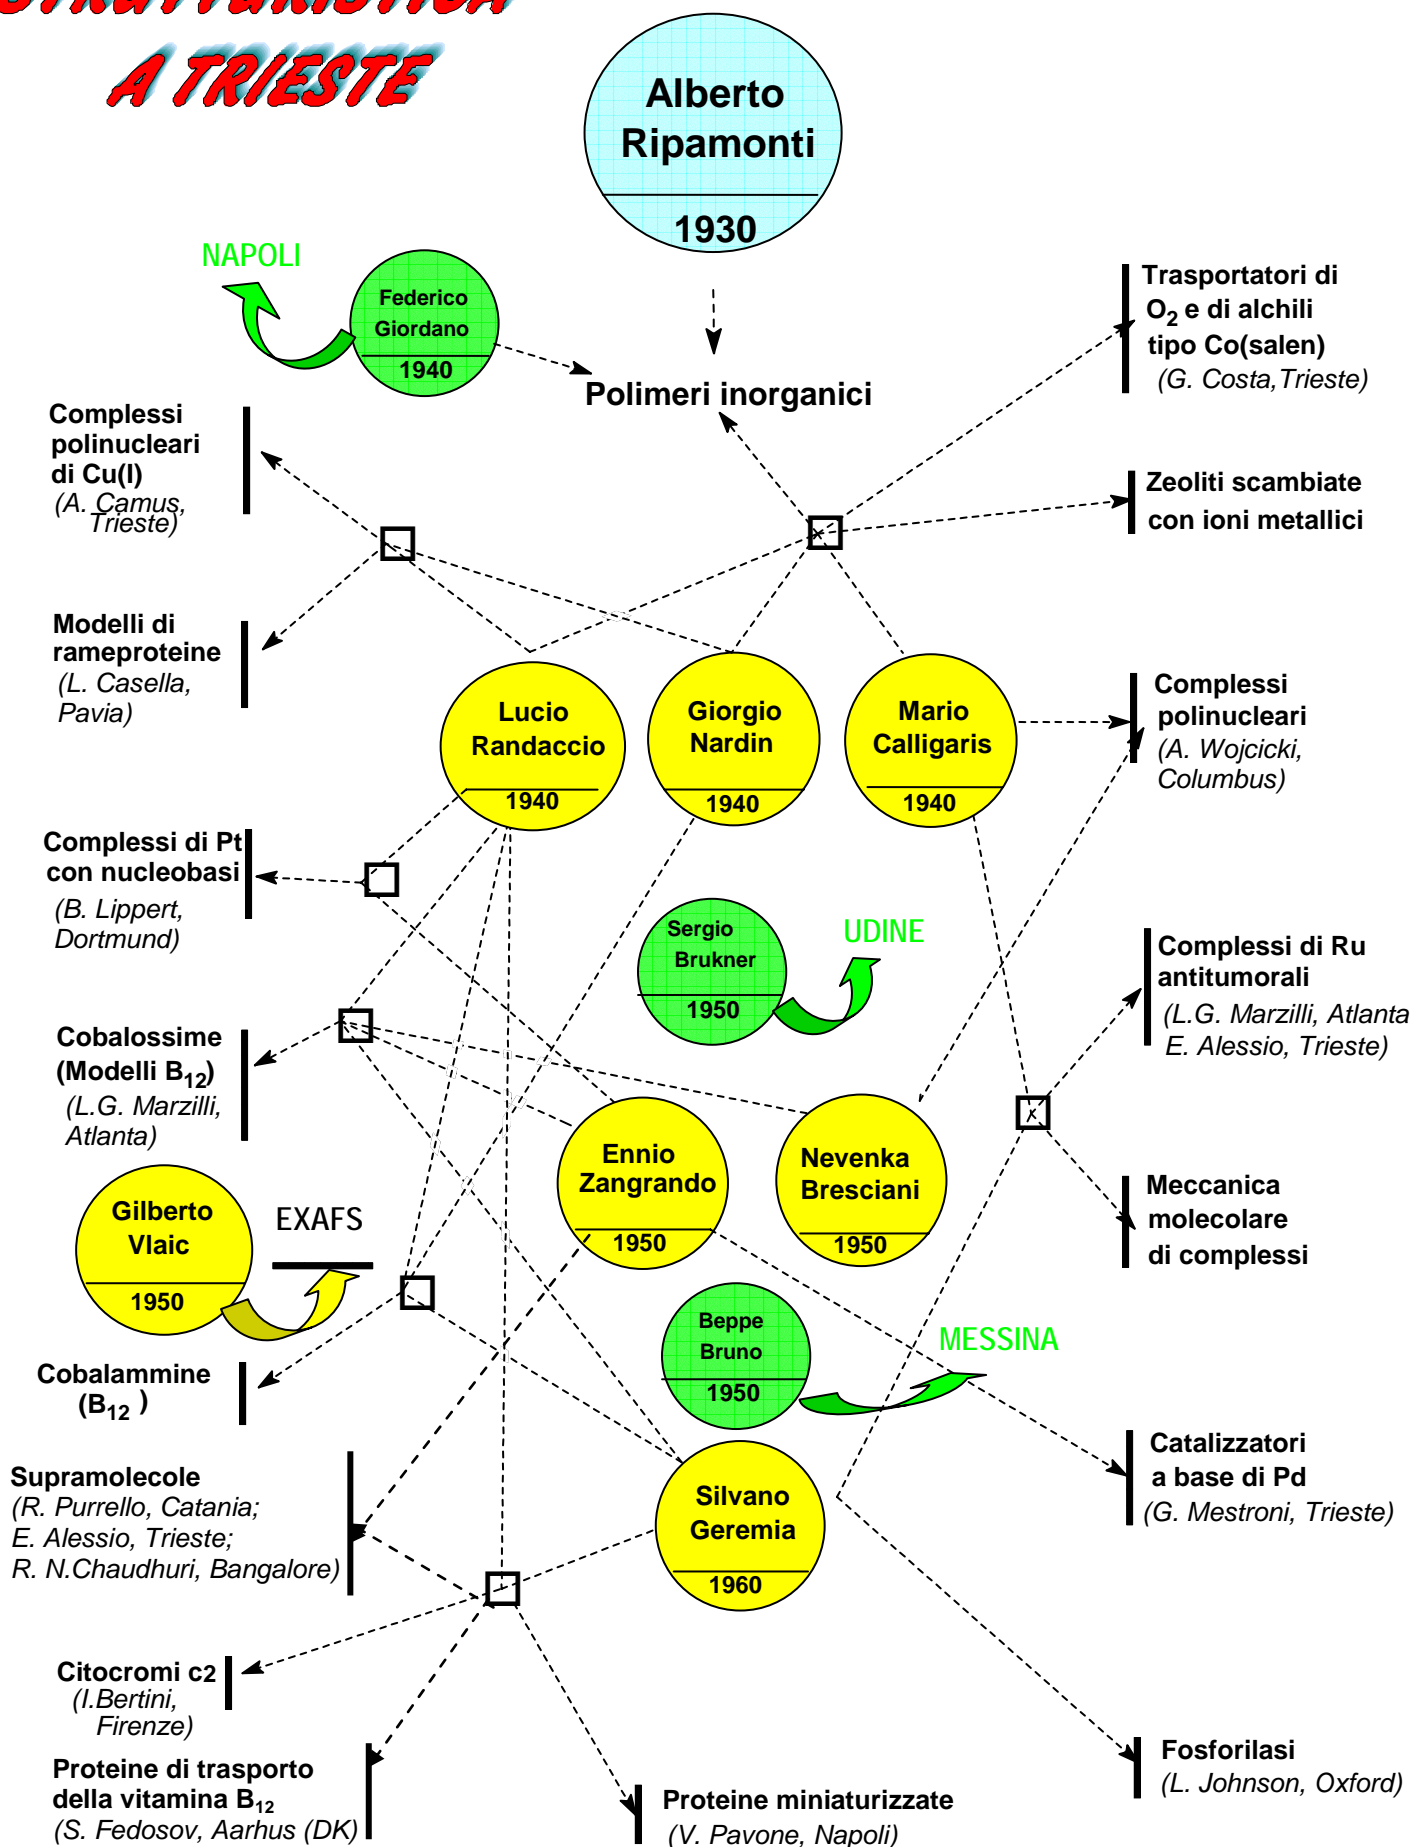 STRUTTURISTICA
A TRIESTE
Alberto
Ripamonti
1930
NAPOLI
Federico
Giordano
1940
Polimeri inorganici
Trasportatori di
O2 e di alchili
tipo Co(salen)
(G. Costa,Trieste)
Complessi
polinucleari
di Cu(I)
(A. Camus,
Trieste)
Zeoliti scambiate
con ioni metallici
Modelli di
rameproteine
(L. Casella,
Pavia)
Lucio
Randaccio
1940
Giorgio
Nardin
1940
Mario
Calligaris
1940
Complessi
polinucleari
(A. Wojcicki,
Columbus)
Complessi di Pt
con nucleobasi
(B. Lippert,
Dortmund)
Sergio
Brukner
1950
UDINE
Complessi di Ru
antitumorali
(L.G. Marzilli, Atlanta
E. Alessio, Trieste)
Cobalossime
(Modelli B12)
(L.G. Marzilli,
Atlanta)
Ennio
Zangrando
1950
Nevenka
Bresciani
1950
Meccanica
molecolare
di complessi
Gilberto
Vlaic
1950
EXAFS
Beppe
Bruno
1950
MESSINA
Cobalammine
(B12 )
Catalizzatori
a base di Pd
(G. Mestroni, Trieste)
Supramolecole
(R. Purrello, Catania;
E. Alessio, Trieste;
R. N.Chaudhuri, Bangalore)
Silvano
Geremia
1960
Citocromi c2
(I.Bertini,
Firenze)
Proteine di trasporto
della vitamina B12
(S. Fedosov, Aarhus (DK)
Proteine miniaturizzate
(V. Pavone, Napoli)
Fosforilasi
(L. Johnson, Oxford)